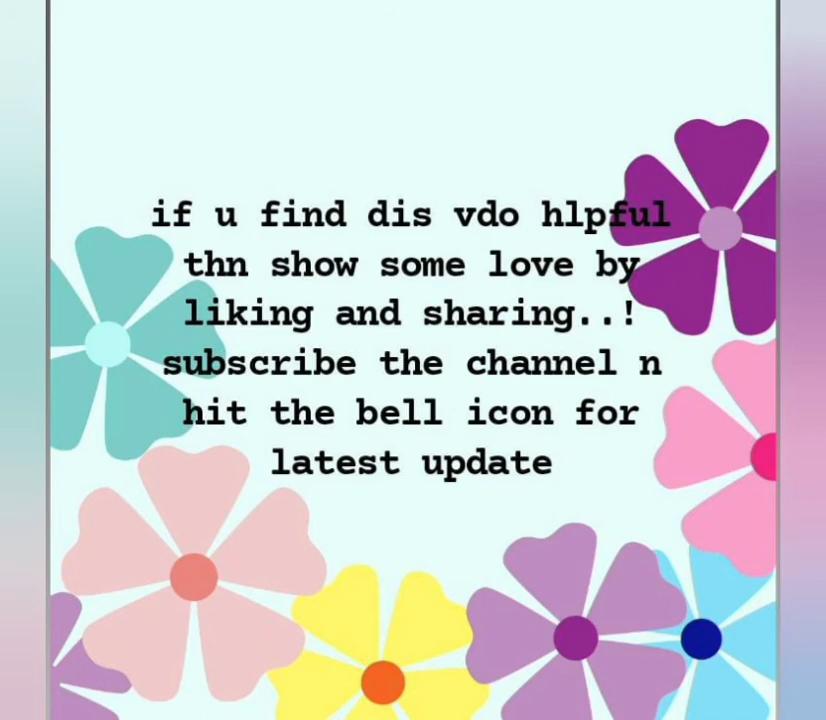 if u find dis vdo hlpful
thn show some love by
liking and sharing..!
subscribe the channel n
hit the bell icon for
latest update